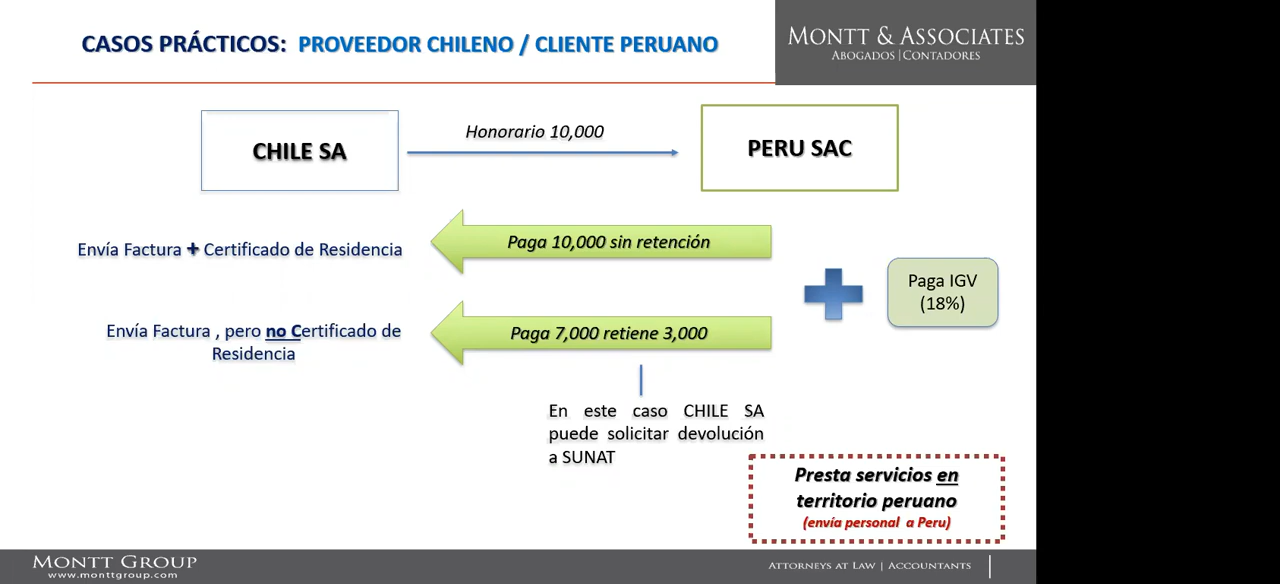 CASOS PRÁCTICOS: PROVEEDOR CHILENO / CLIENTE PERUANO
MONTT & ASSOCIATES
ABOGADOS | CONTADORES
CHILE SA
Honorario 10,000
PERU SAC
Envía Factura + Certificado de Residencia
Paga 10,000 sin retención
Paga IGV
(18%)
Envía Factura , pero no Certificado de
Residencia
Paga 7,000 retiene 3,000
En este caso CHILE SA
puede solicitar devolución
a SUNAT
Presta servicios en
territorio peruano
(envía personal a Peru)
MONTT GROUP
www.monttgroup.com
ATTORNEYS AT LAW | ACCOUNTANTS